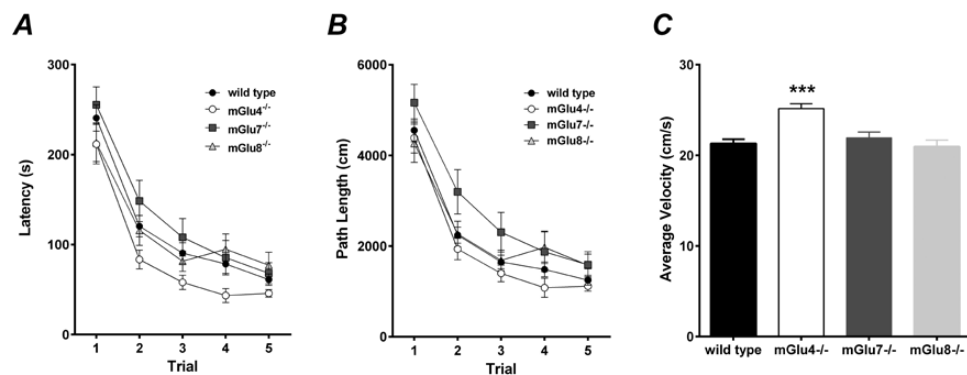 A
Latency (s)
300
200
100
0
1 2 3 4 5
Trial
wild type
mGlu4⁻/⁻
mGlu7⁻/⁻
mGlu8⁻/⁻
B
Path Length (cm)
6000
4000
2000
0
1 2 3 4 5
Trial
wild type
mGlu4-/-
mGlu7-/-
mGlu8-/-
C
Average Velocity (cm/s)
30
20
10
0
***
wild type mGlu4-/- mGlu7-/- mGlu8-/-